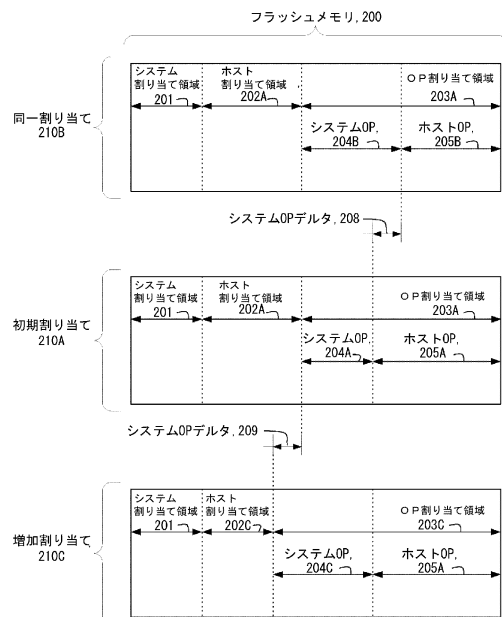 フラッシュメモリ, 200
システム
割り当て領域
201
ホスト
割り当て領域,
202A
OP割り当て領域
203A
同一割り当て
210B
システムOP,
204B
ホストOP,
205B
システムOPデルタ, 208
システム
割り当て領域
201
ホスト
割り当て領域
202A
OP割り当て領域
203A
初期割り当て
210A
システムOP,
204A
ホストOP,
205A
システムOPデルタ, 209
システム
割り当て領域
201
ホスト
割り当て領域
202C
OP割り当て領域
203C
増加割り当て
210C
システムOP,
204C
ホストOP,
205A